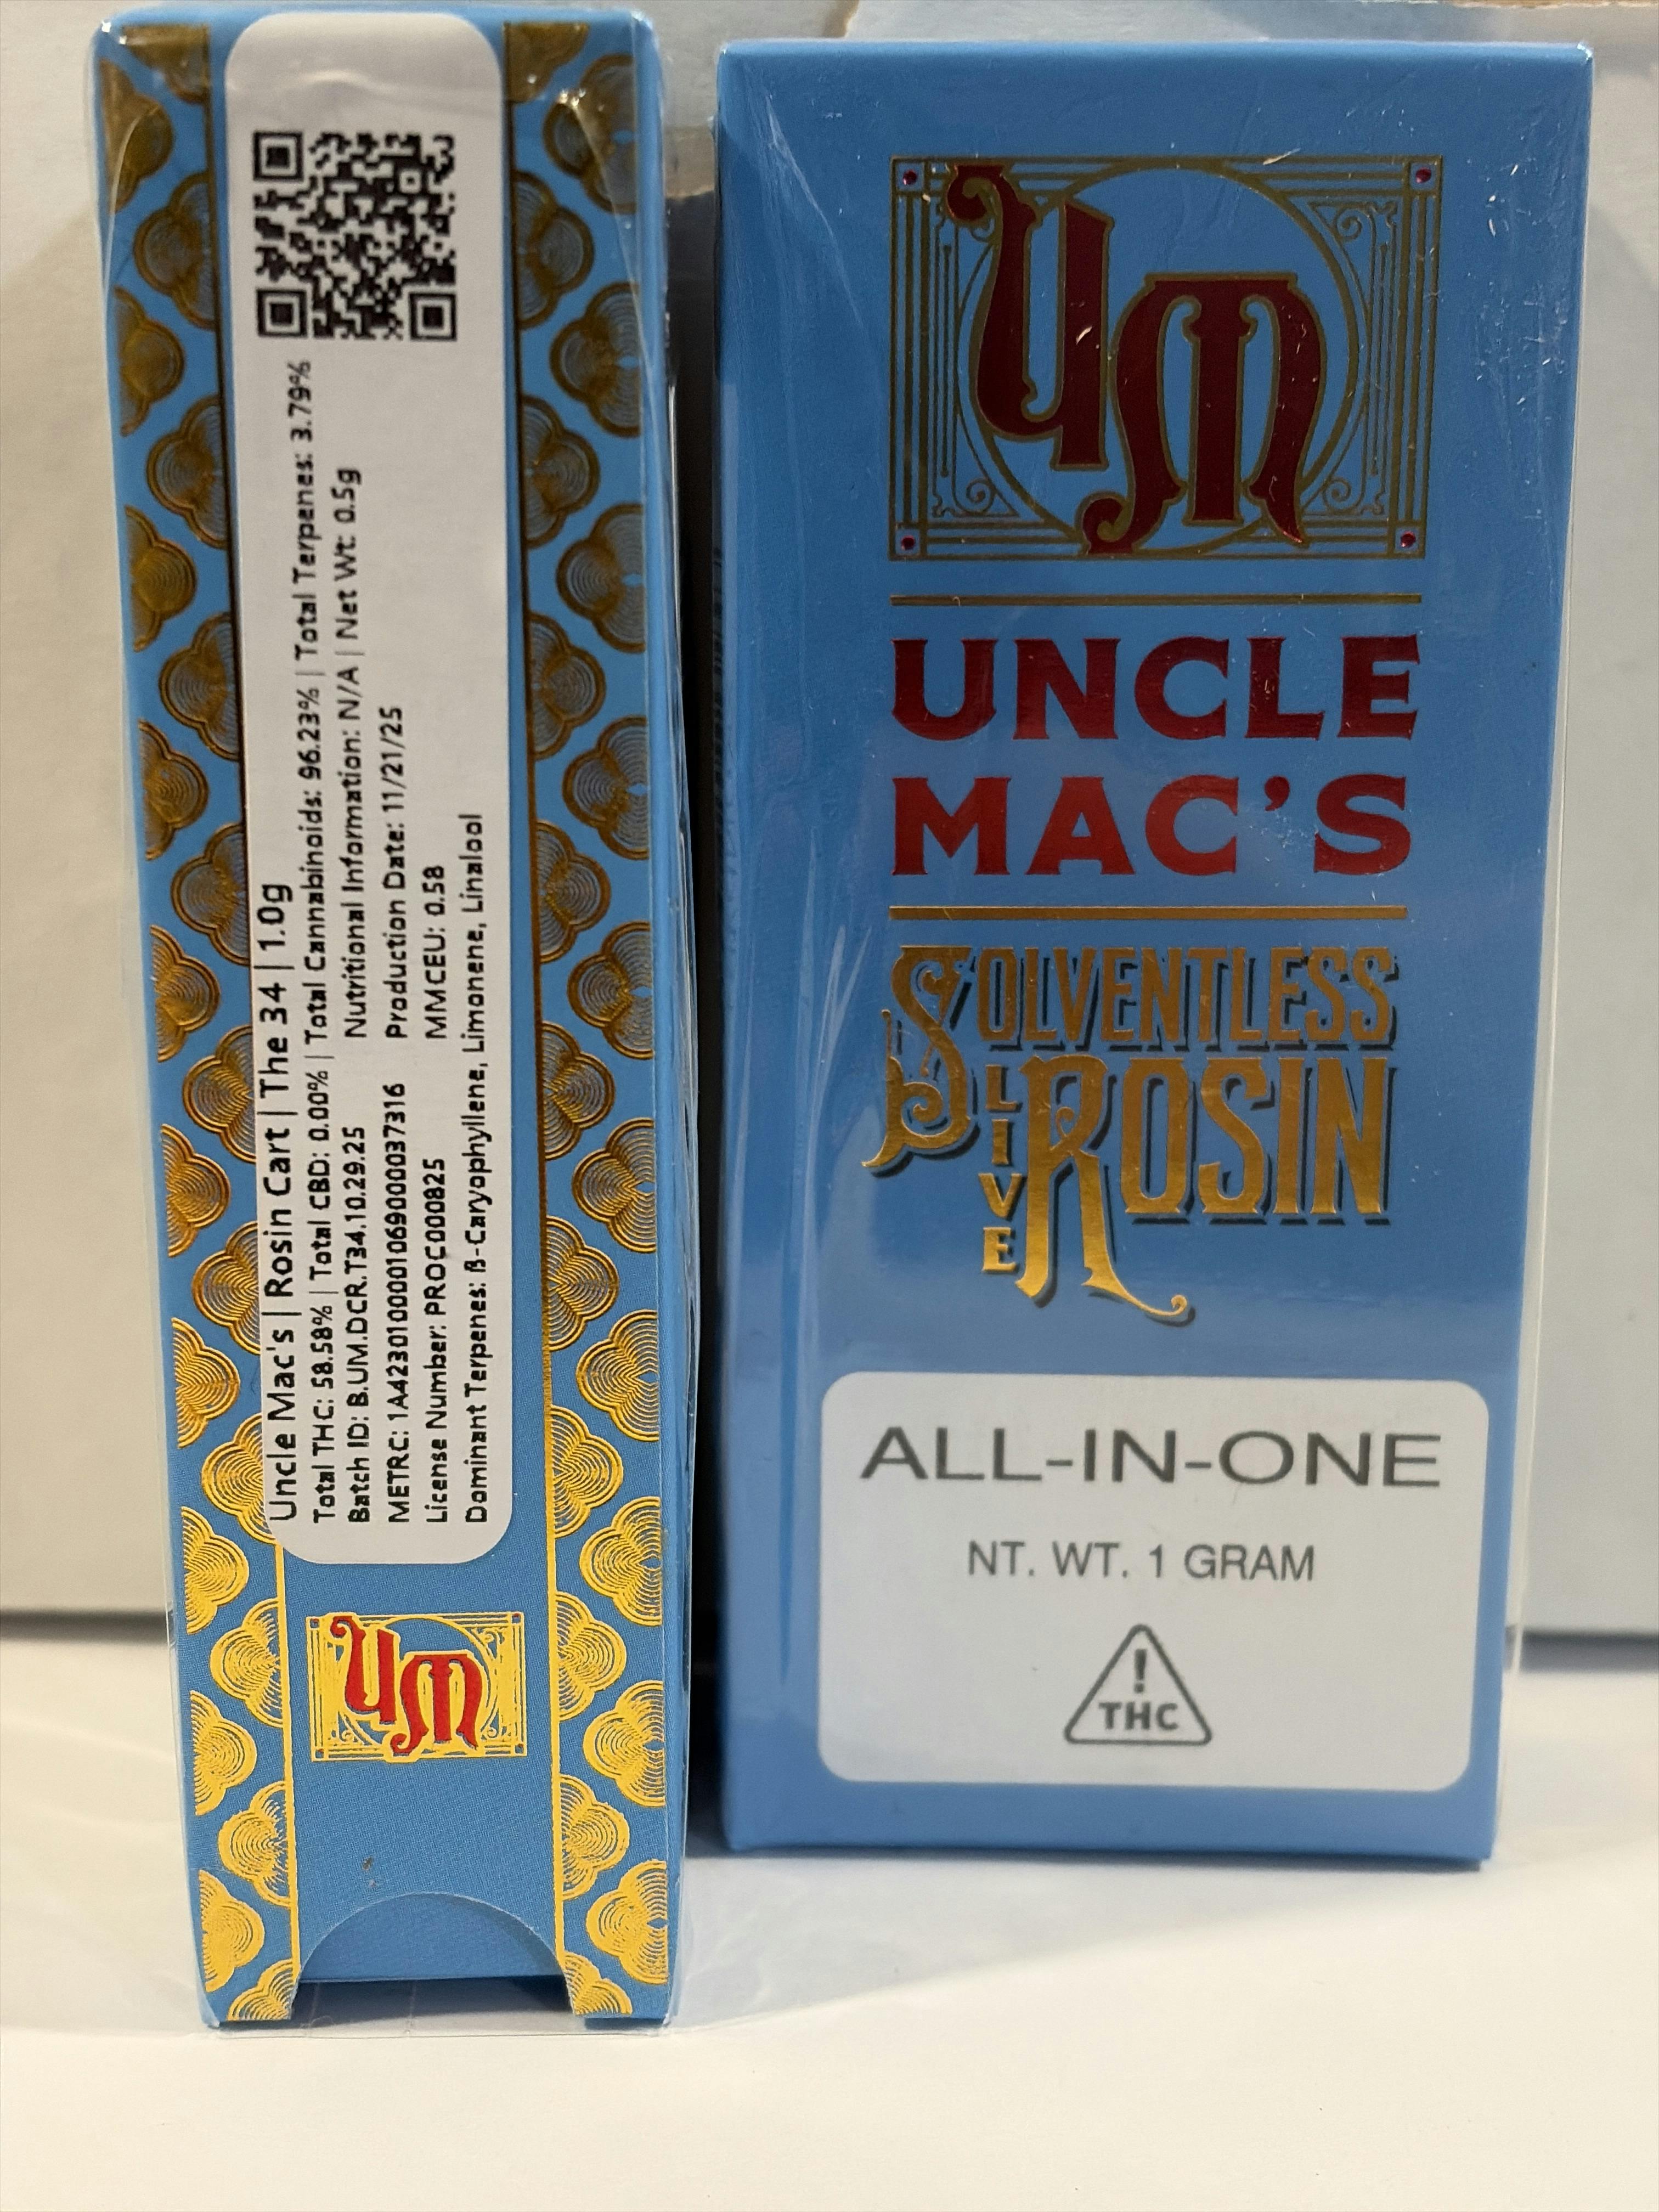 Uncle Mac's | Rosin Cart | The 34 | 1.0g
Total THC: 58.58% | Total CBD: 0.00% | Total Cannabinoids: 96.23% | Total Terpenes: 3.79%
Batch ID: B.UM.DCR.T34.10.29.25 Nutritional Information: N/A | Net Wt: 0.5g
METRC: 1A4230100001069000037316 Production Date: 11/21/25
License Number: PROC000825 MMCEU: 0.58
Dominant Terpenes: ß-Caryophyllene, Limonene, Linalool
UM
UM
UNCLE
MAC'S
SOLVENTLESS
LIVE ROSIN
ALL-IN-ONE
NT. WT. 1 GRAM
!
THC